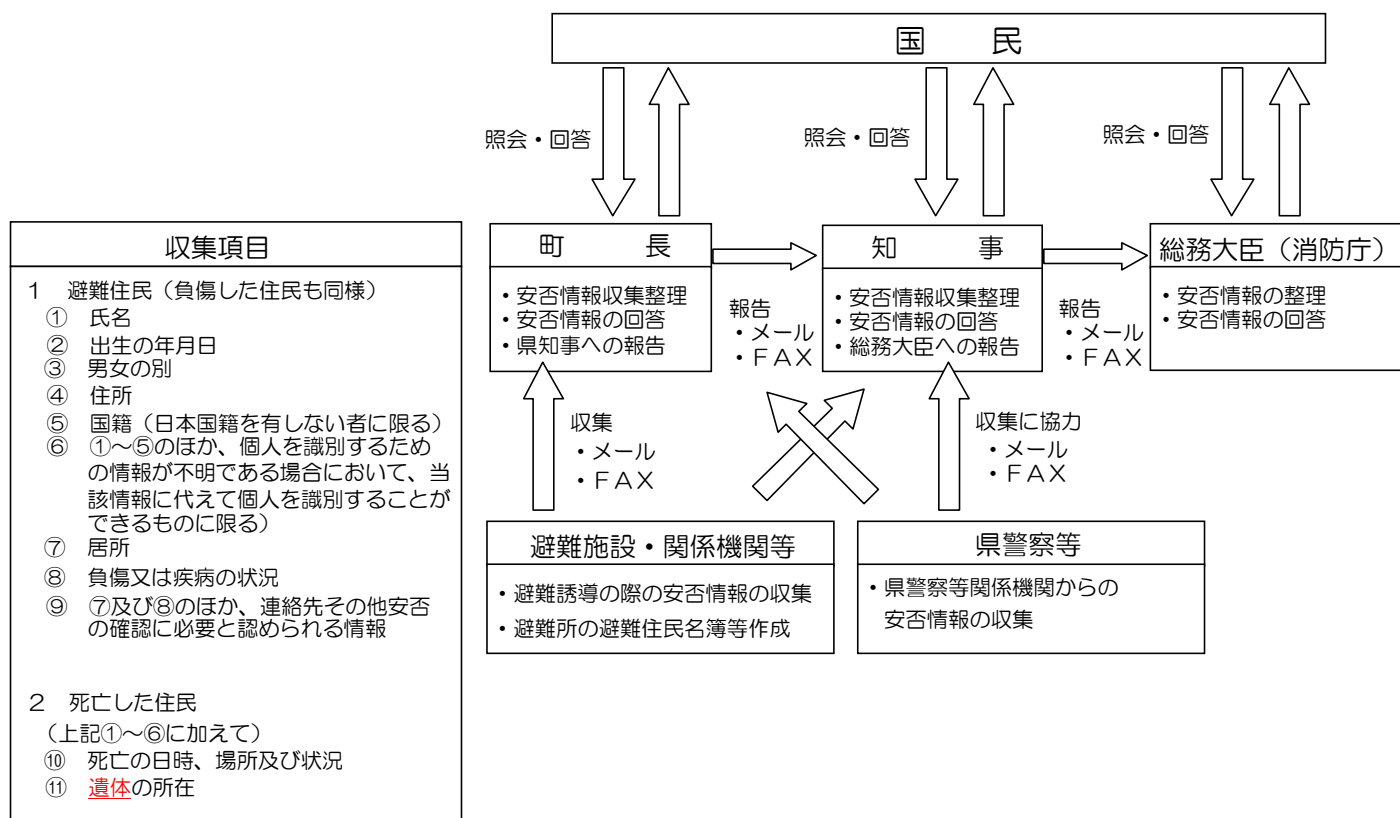 国　　民
照会・回答
照会・回答
照会・回答
収集項目
１　避難住民（負傷した住民も同様）
①　氏名
②　出生の年月日
③　男女の別
④　住所
⑤　国籍（日本国籍を有しない者に限る）
⑥　①～⑤のほか、個人を識別するため
の情報が不明である場合において、当
該情報に代えて個人を識別することが
できるものに限る）
⑦　居所
⑧　負傷又は疾病の状況
⑨　⑦及び⑧のほか、連絡先その他安否
の確認に必要と認められる情報
２　死亡した住民
（上記①～⑥に加えて）
⑩　死亡の日時、場所及び状況
⑪　遺体の所在
町　　長
・安否情報収集整理
・安否情報の回答
・県知事への報告
報告
・メール
・ＦＡＸ
知　　事
・安否情報収集整理
・安否情報の回答
・総務大臣への報告
報告
・メール
・ＦＡＸ
総務大臣（消防庁）
・安否情報の整理
・安否情報の回答
収集
・メール
・ＦＡＸ
収集に協力
・メール
・ＦＡＸ
避難施設・関係機関等
・避難誘導の際の安否情報の収集
・避難所の避難住民名簿等作成
県警察等
・県警察等関係機関からの
安否情報の収集